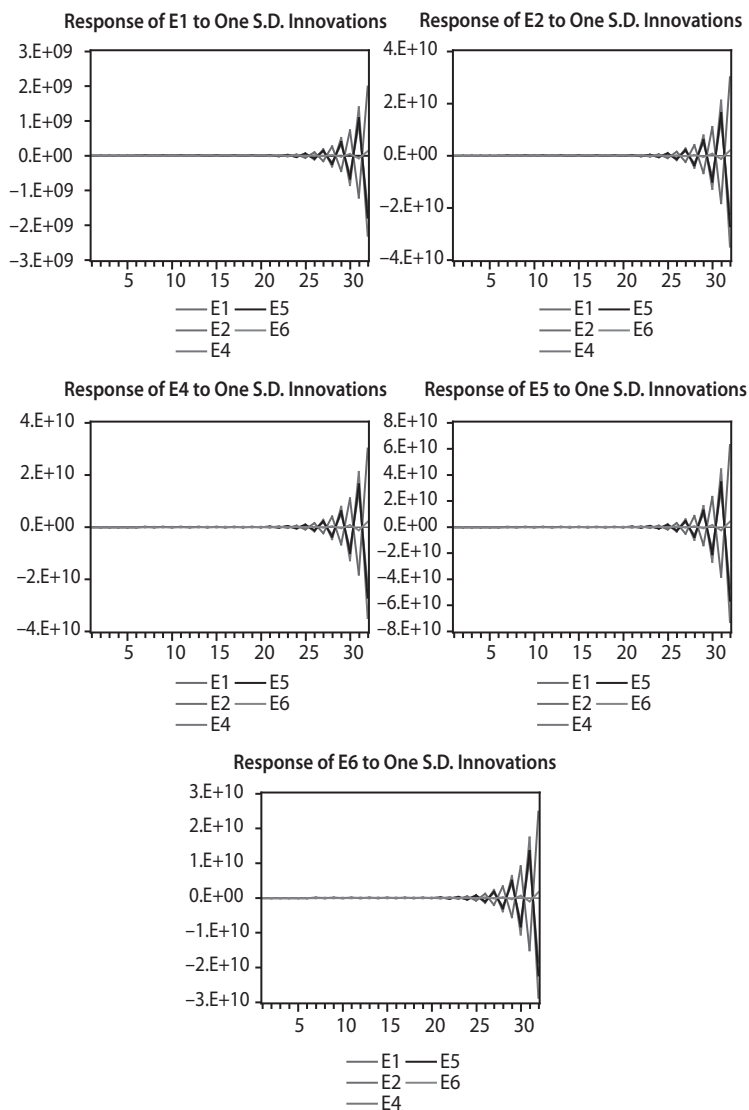 Response of E1 to One S.D. Innovations
3.E+09
2.E+09
1.E+09
0.E+00
–1.E+09
–2.E+09
–3.E+09
5 10 15 20 25 30
E1 E5
E2 E6
E4
Response of E2 to One S.D. Innovations
4.E+10
2.E+10
0.E+00
–2.E+10
–4.E+10
5 10 15 20 25 30
E1 E5
E2 E6
E4
Response of E4 to One S.D. Innovations
4.E+10
2.E+10
0.E+00
–2.E+10
–4.E+10
5 10 15 20 25 30
E1 E5
E2 E6
E4
Response of E5 to One S.D. Innovations
8.E+10
6.E+10
4.E+10
2.E+10
0.E+00
–2.E+10
–4.E+10
–6.E+10
–8.E+10
5 10 15 20 25 30
E1 E5
E2 E6
E4
Response of E6 to One S.D. Innovations
3.E+10
2.E+10
1.E+10
0.E+00
–1.E+10
–2.E+10
–3.E+10
5 10 15 20 25 30
E1 E5
E2 E6
E4